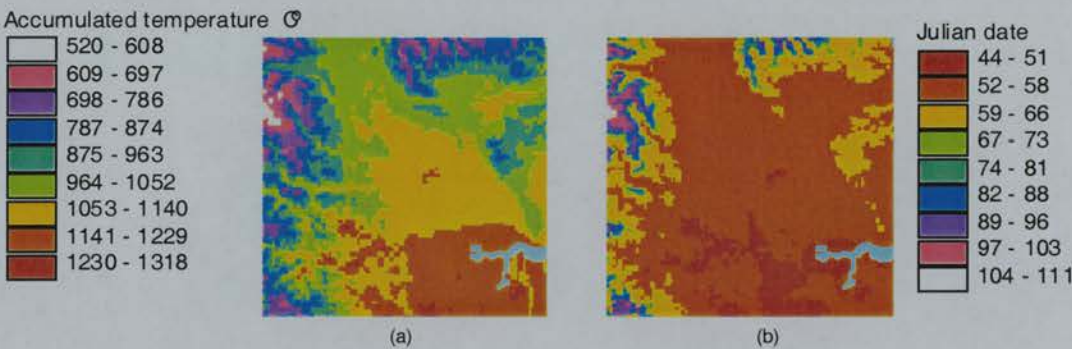 Accumulated temperature
520 - 608
609 - 697
698 - 786
787 - 874
875 - 963
964 - 1052
1053 - 1140
1141 - 1229
1230 - 1318
(a)
(b)
Julian date
44 - 51
52 - 58
59 - 66
67 - 73
74 - 81
82 - 88
89 - 96
97 - 103
104 - 111